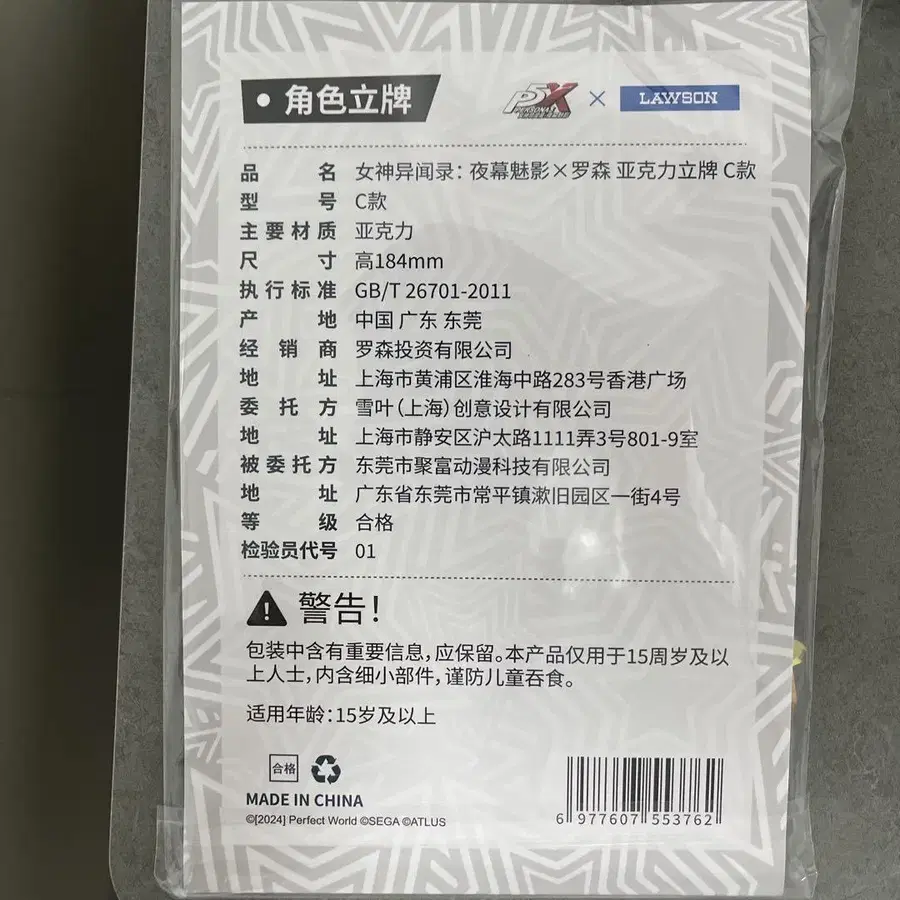 角色立牌
P5X × LAWSON
品名 女神异闻录：夜幕魅影×罗森 亚克力立牌 C款
型号 C款
主要材质 亚克力
尺寸 高184mm
执行标准 GB/T 26701-2011
产地 中国 广东 东莞
经销商 罗森投资有限公司
地址 上海市黄浦区淮海中路283号香港广场
委托方 雪叶(上海)创意设计有限公司
地址 上海市静安区沪太路1111弄3号801-9室
被委托方 东莞市聚富动漫科技有限公司
地址 广东省东莞市常平镇漱旧园区一街4号
等级 合格
检验员代号 01
警告！
包装中含有重要信息，应保留。本产品仅用于15周岁及以
上人士，内含细小部件，谨防儿童吞食。
适用年龄：15岁及以上
合格
MADE IN CHINA
©[2024] Perfect World ©SEGA ©ATLUS
6 977607 553762